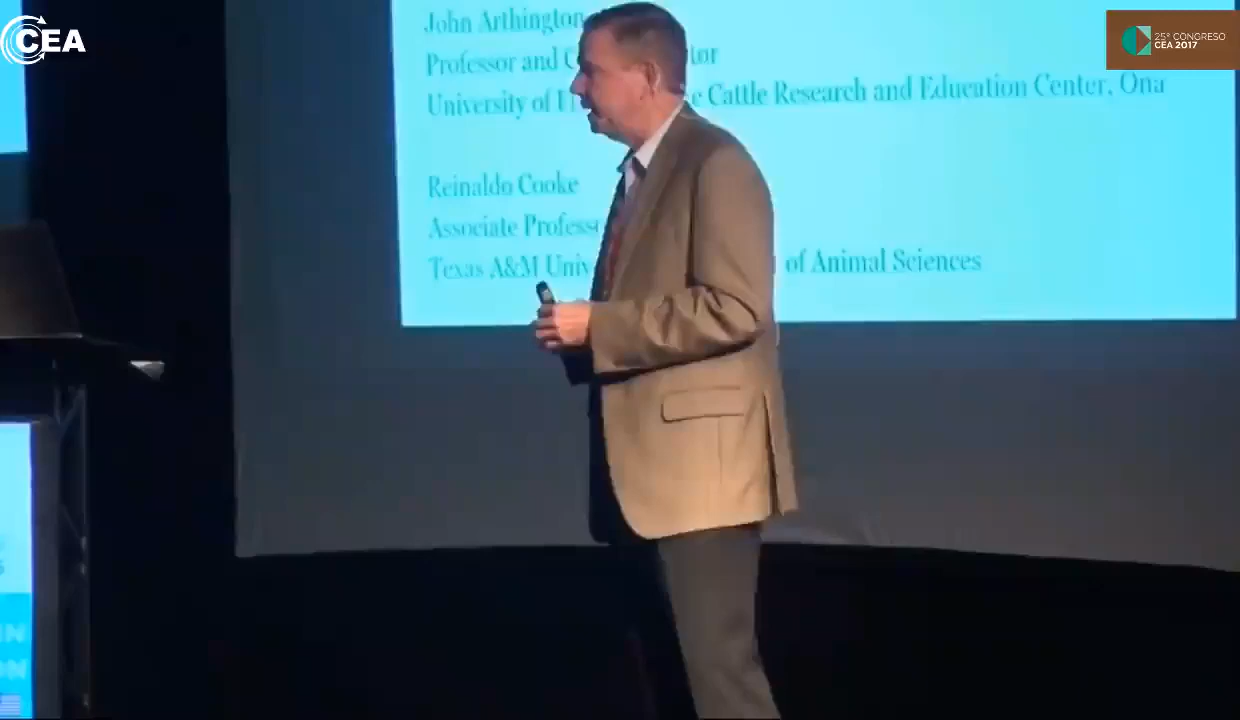 CEA
25º CONGRESO
CEA 2017
John Arthington
Professor and C tor
University of F e Cattle Research and Education Center, Ona
Reinaldo Cooke
Associate Profess
Texas A&M Univ of Animal Sciences